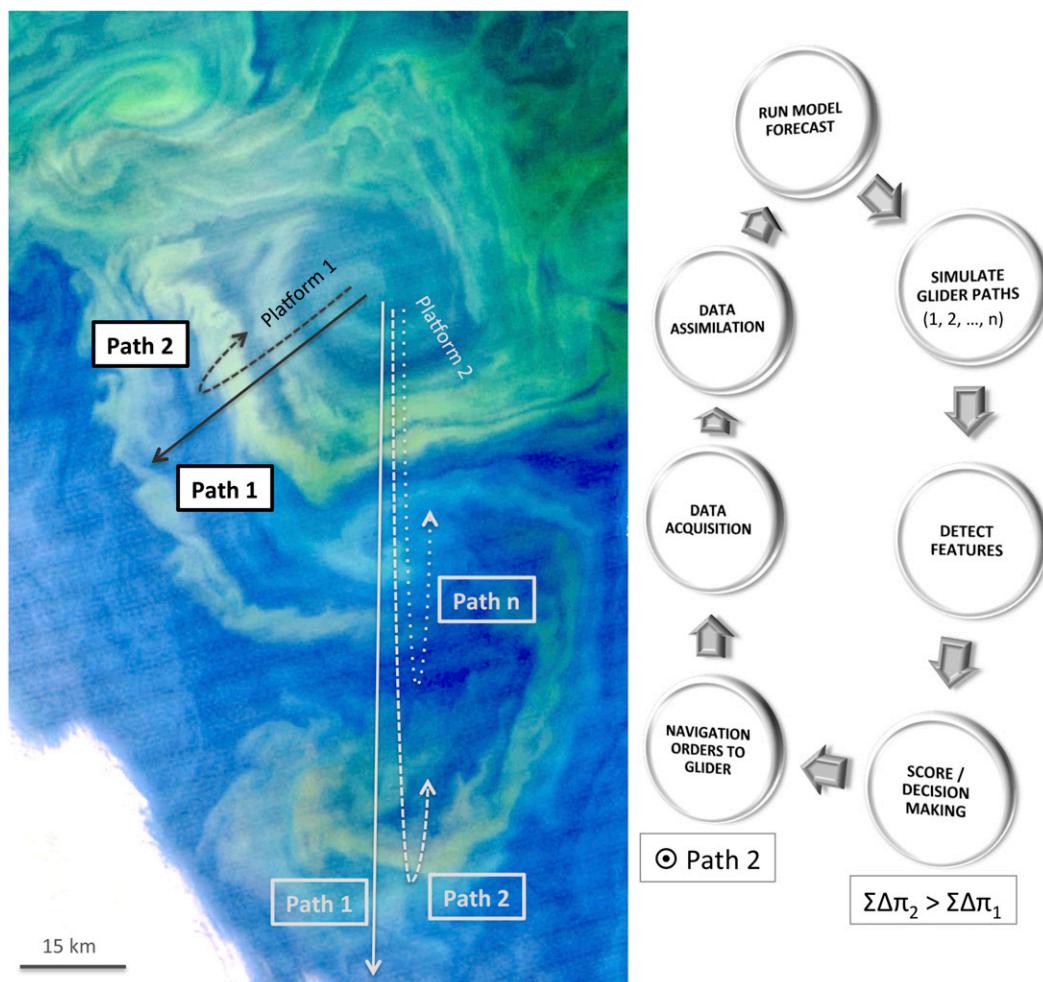 Platform 1
Platform 2
Path 2
Path 1
Path n
Path 1
Path 2
15 km
RUN MODEL
FORECAST
SIMULATE
GLIDER PATHS
(1, 2, ..., n)
DETECT
FEATURES
SCORE /
DECISION
MAKING
ΣΔπ₂ > ΣΔπ₁
NAVIGATION
ORDERS TO
GLIDER
⊙ Path 2
DATA
ACQUISITION
DATA
ASSIMILATION